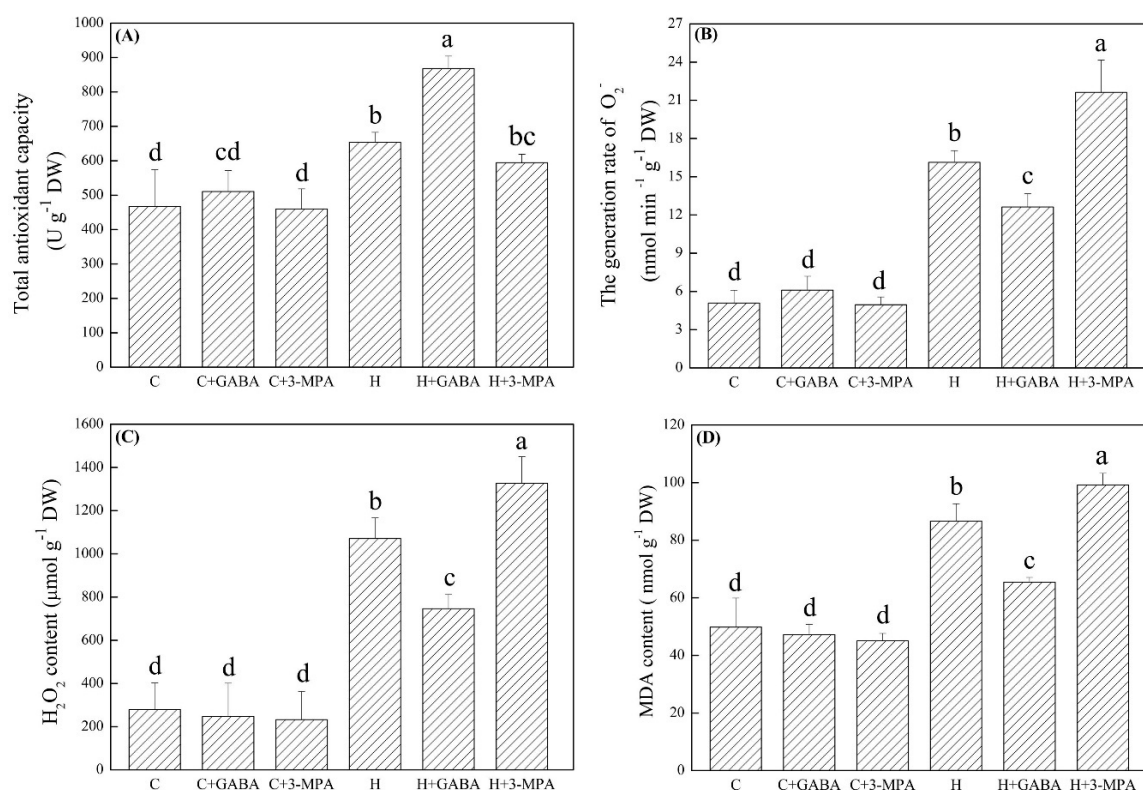 (A)
Total antioxidant capacity
(U g⁻¹ DW)
1000
900
800
700
600
500
400
300
200
100
0
d
cd
d
b
a
bc
C
C+GABA
C+3-MPA
H
H+GABA
H+3-MPA
(B)
The generation rate of O₂⁻
(nmol min⁻¹ g⁻¹ DW)
27
24
21
18
15
12
9
6
3
0
d
d
d
b
c
a
C
C+GABA
C+3-MPA
H
H+GABA
H+3-MPA
(C)
H₂O₂ content (μmol g⁻¹ DW)
1600
1400
1200
1000
800
600
400
200
0
d
d
d
b
c
a
C
C+GABA
C+3-MPA
H
H+GABA
H+3-MPA
(D)
MDA content ( nmol g⁻¹ DW)
120
100
80
60
40
20
0
d
d
d
b
c
a
C
C+GABA
C+3-MPA
H
H+GABA
H+3-MPA